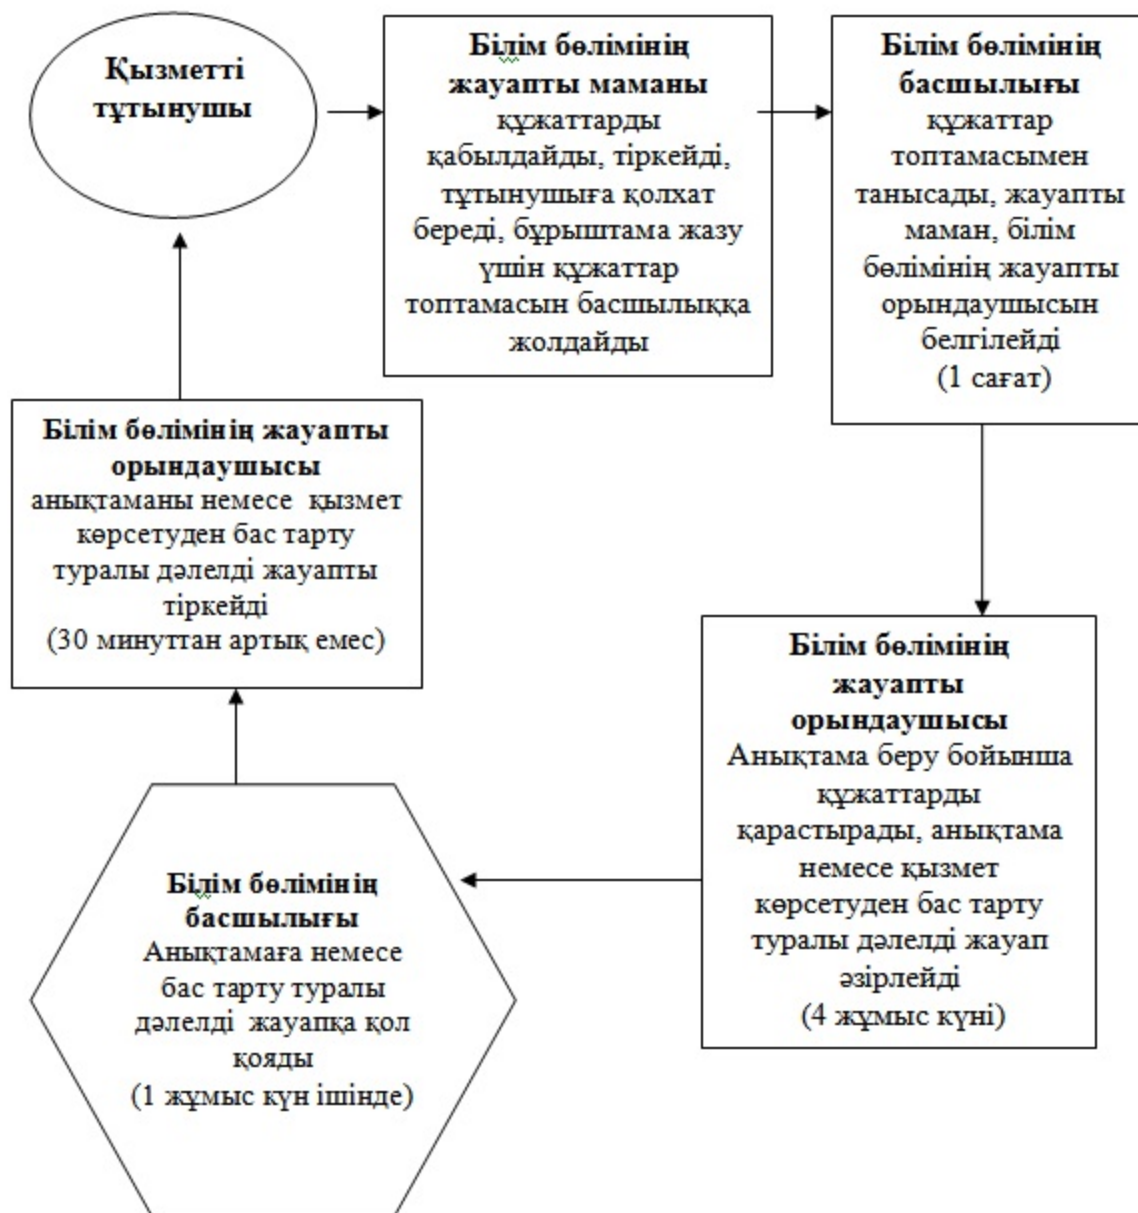 Қызметті
тұтынушы
Білім бөлімінің
жауапты маманы
құжаттарды
қабылдайды, тіркейді,
тұтынушыға қолхат
береді, бұрыштама жазу
үшін құжаттар
топтамасын басшылыққа
жолдайды
Білім бөлімінің
басшылығы
құжаттар
топтамасымен
танысады, жауапты
маман, білім
бөлімінің жауапты
орындаушысын
белгілейді
(1 сағат)
Білім бөлімінің
жауапты
орындаушысы
Анықтама беру бойынша
құжаттарды
қарастырады, анықтама
немесе қызмет
көрсетуден бас тарту
туралы дәлелді жауап
әзірлейді
(4 жұмыс күні)
Білім бөлімінің
басшылығы
Анықтамаға немесе
бас тарту туралы
дәлелді жауапқа қол
қояды
(1 жұмыс күн ішінде)
Білім бөлімінің жауапты
орындаушысы
анықтаманы немесе қызмет
көрсетуден бас тарту
туралы дәлелді жауапты
тіркейді
(30 минуттан артық емес)